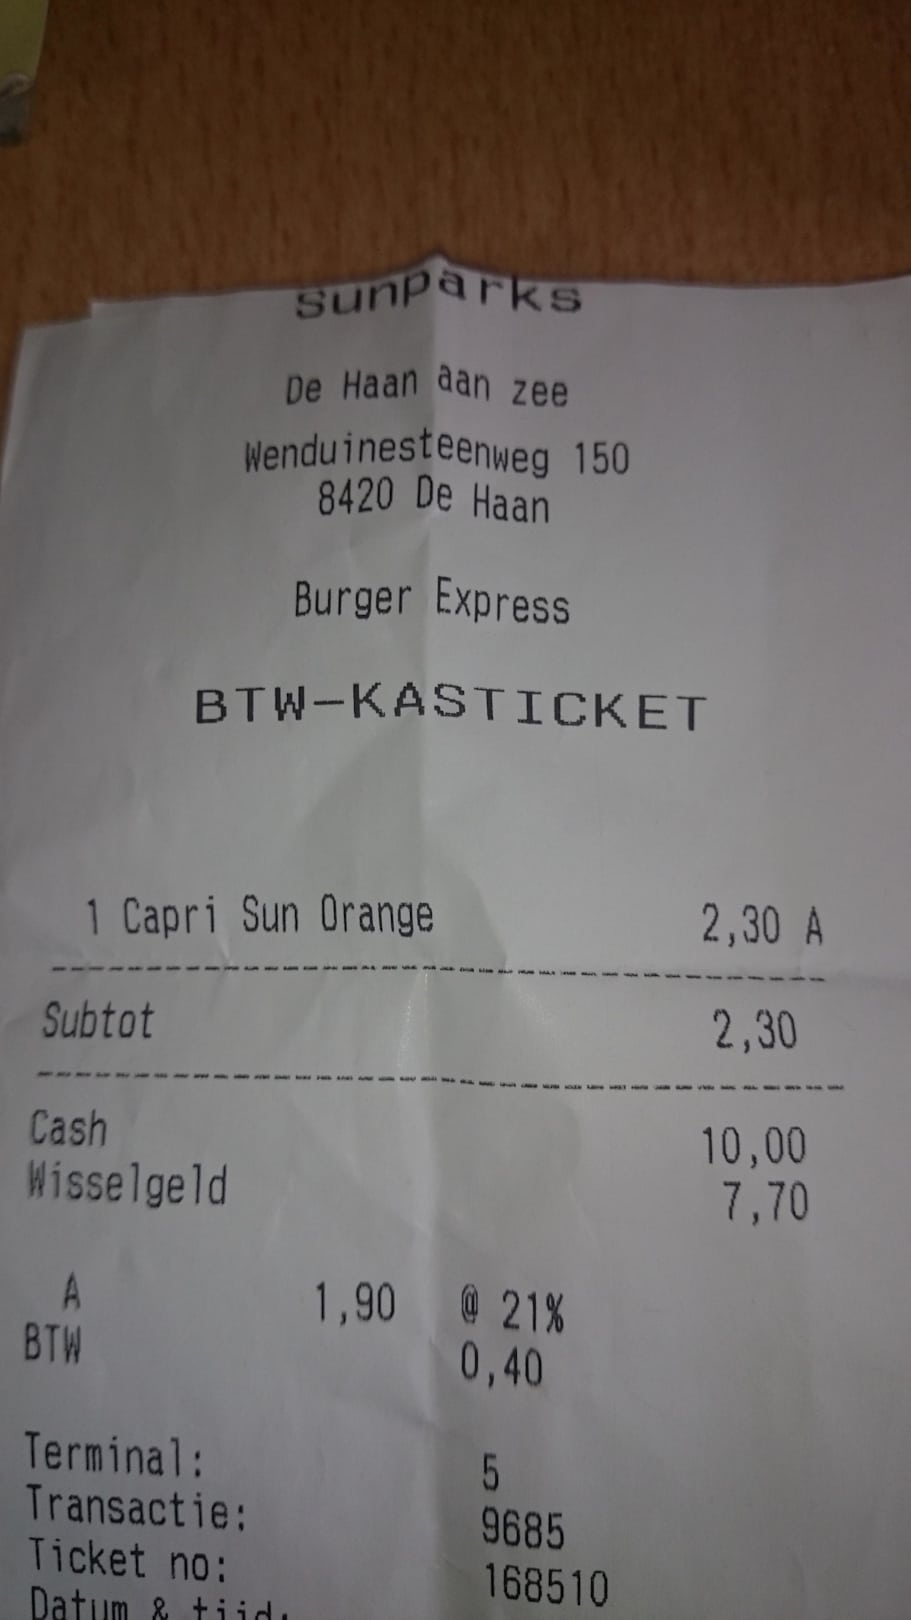 Sunparks
De Haan aan zee
Wenduinesteenweg 150
8420 De Haan
Burger Express
BTW-KASTICKET
1 Capri Sun Orange 2,30 A
Subtot 2,30
Cash 10,00
Wisselgeld 7,70
A 1,90 @ 21%
BTW 0,40
Terminal: 5
Transactie: 9685
Ticket no: 168510
Datum & tijd: